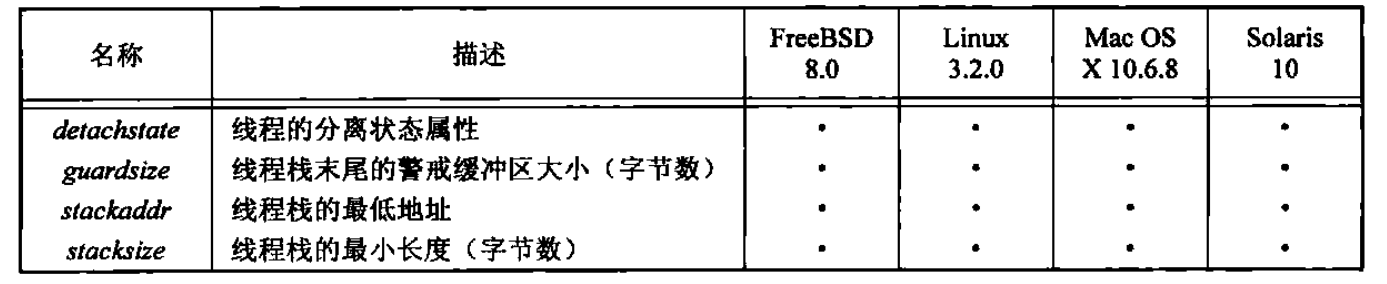 名称 描述 FreeBSD 8.0 Linux 3.2.0 Mac OS X 10.6.8 Solaris 10
detachstate 线程的分离状态属性 • • • •
guardsize 线程栈末尾的警戒缓冲区大小（字节数） • • • •
stackaddr 线程栈的最低地址 • • • •
stacksize 线程栈的最小长度（字节数） • • • •